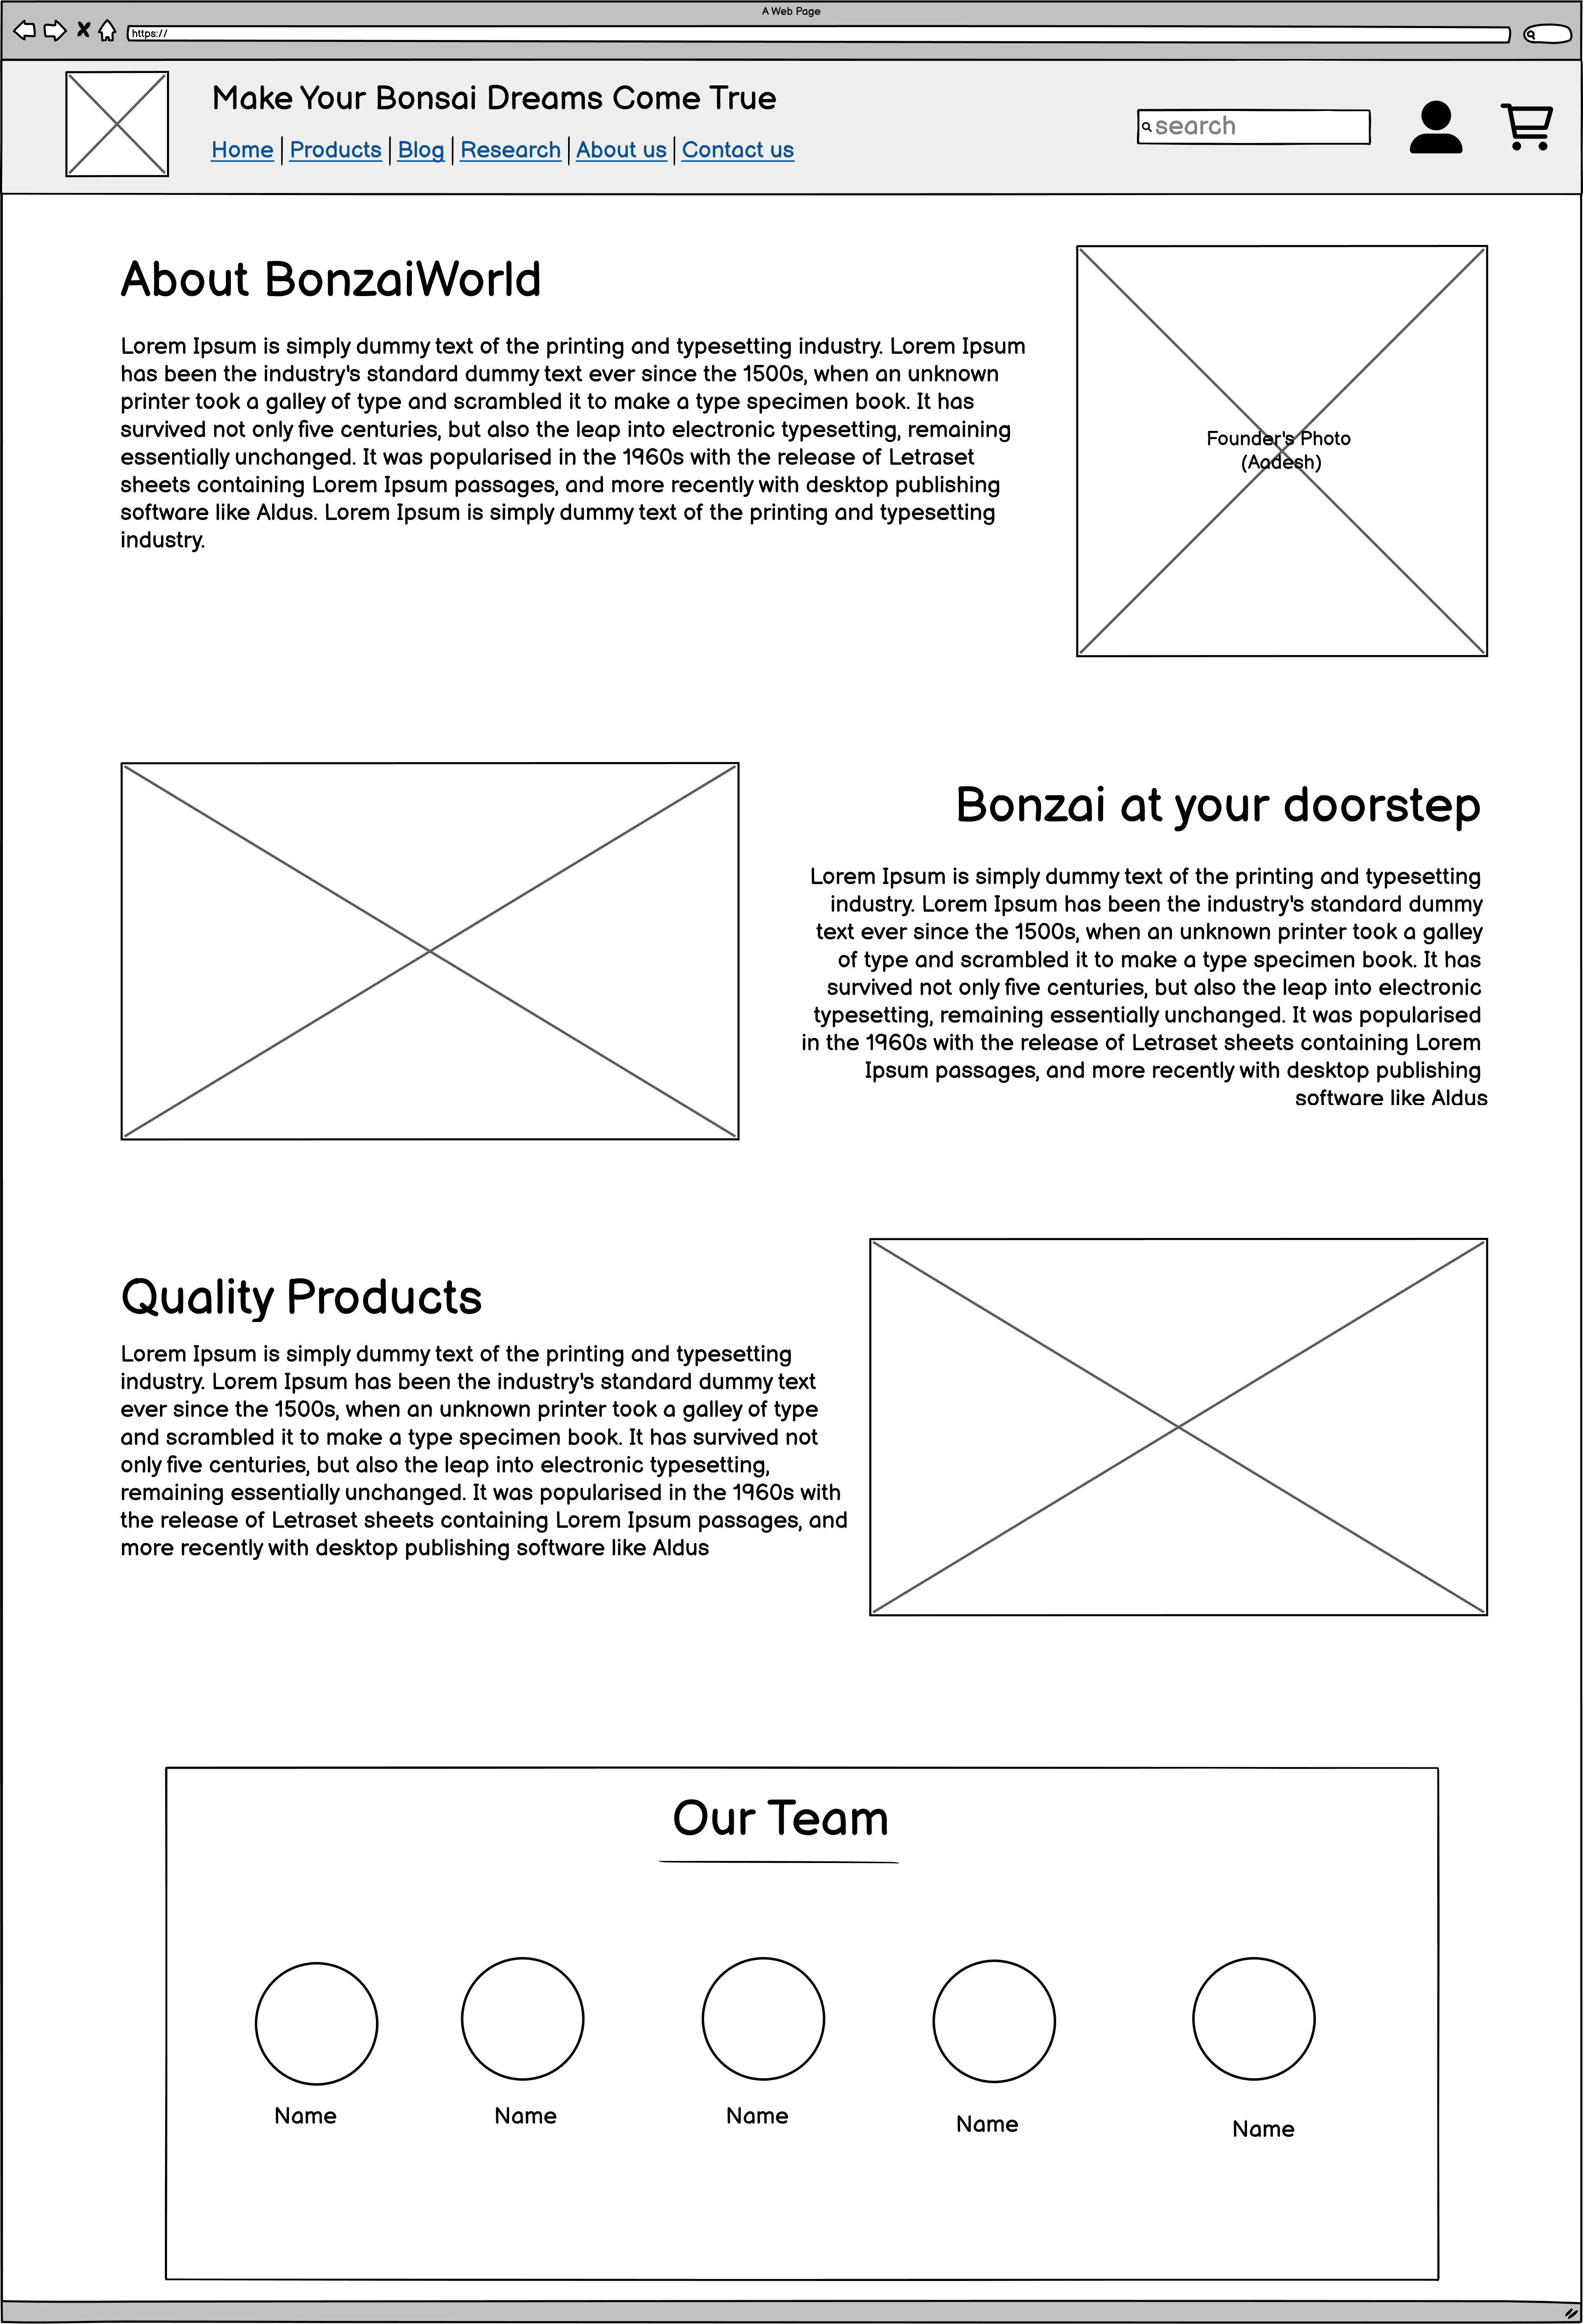 A Web Page
https://
Make Your Bonsai Dreams Come True
search
Home | Products | Blog | Research | About us | Contact us
About BonzaiWorld
Lorem Ipsum is simply dummy text of the printing and typesetting industry. Lorem Ipsum
has been the industry's standard dummy text ever since the 1500s, when an unknown
printer took a galley of type and scrambled it to make a type specimen book. It has
survived not only five centuries, but also the leap into electronic typesetting, remaining
essentially unchanged. It was popularised in the 1960s with the release of Letraset
sheets containing Lorem Ipsum passages, and more recently with desktop publishing
software like Aldus. Lorem Ipsum is simply dummy text of the printing and typesetting
industry.
Founder's Photo
(Aadesh)
Bonzai at your doorstep
Lorem Ipsum is simply dummy text of the printing and typesetting
industry. Lorem Ipsum has been the industry's standard dummy
text ever since the 1500s, when an unknown printer took a galley
of type and scrambled it to make a type specimen book. It has
survived not only five centuries, but also the leap into electronic
typesetting, remaining essentially unchanged. It was popularised
in the 1960s with the release of Letraset sheets containing Lorem
Ipsum passages, and more recently with desktop publishing
software like Aldus
Quality Products
Lorem Ipsum is simply dummy text of the printing and typesetting
industry. Lorem Ipsum has been the industry's standard dummy text
ever since the 1500s, when an unknown printer took a galley of type
and scrambled it to make a type specimen book. It has survived not
only five centuries, but also the leap into electronic typesetting,
remaining essentially unchanged. It was popularised in the 1960s with
the release of Letraset sheets containing Lorem Ipsum passages, and
more recently with desktop publishing software like Aldus
Our Team
Name
Name
Name
Name
Name